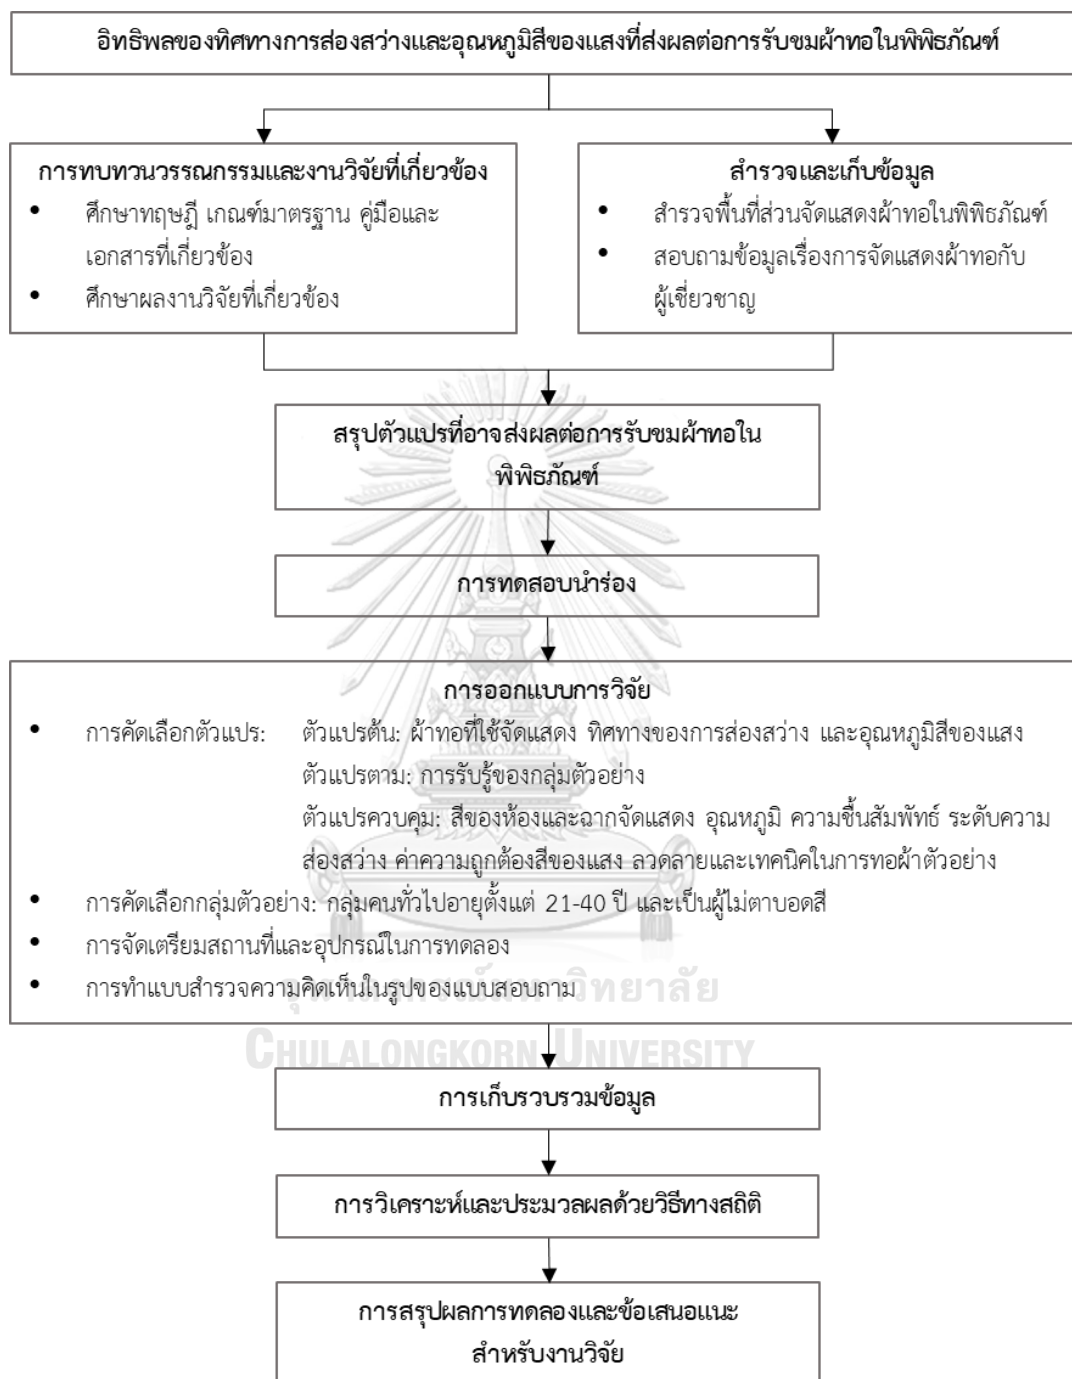 อิทธิพลของทิศทางการส่องสว่างและอุณหภูมิสีของแสงที่ส่งผลต่อการรับชมผ้าทอในพิพิธภัณฑ์
การทบทวนวรรณกรรมและงานวิจัยที่เกี่ยวข้อง
• ศึกษาทฤษฎี เกณฑ์มาตรฐาน คู่มือและ
เอกสารที่เกี่ยวข้อง
• ศึกษาผลงานวิจัยที่เกี่ยวข้อง
สำรวจและเก็บข้อมูล
• สำรวจพื้นที่ส่วนจัดแสดงผ้าทอในพิพิธภัณฑ์
• สอบถามข้อมูลเรื่องการจัดแสดงผ้าทอกับ
ผู้เชี่ยวชาญ
สรุปตัวแปรที่อาจส่งผลต่อการรับชมผ้าทอใน
พิพิธภัณฑ์
การทดสอบนำร่อง
การออกแบบการวิจัย
• การคัดเลือกตัวแปร: ตัวแปรต้น: ผ้าทอที่ใช้จัดแสดง ทิศทางของการส่องสว่าง และอุณหภูมิสีของแสง
ตัวแปรตาม: การรับรู้ของกลุ่มตัวอย่าง
ตัวแปรควบคุม: สีของห้องและฉากจัดแสดง อุณหภูมิ ความชื้นสัมพัทธ์ ระดับความ
ส่องสว่าง ค่าความถูกต้องสีของแสง ลวดลายและเทคนิคในการทอผ้าตัวอย่าง
• การคัดเลือกกลุ่มตัวอย่าง: กลุ่มคนทั่วไปอายุตั้งแต่ 21-40 ปี และเป็นผู้ไม่ตาบอดสี
• การจัดเตรียมสถานที่และอุปกรณ์ในการทดลอง
• การทำแบบสำรวจความคิดเห็นในรูปของแบบสอบถาม
จุฬาลงกรณ์มหาวิทยาลัย
CHULALONGKORN UNIVERSITY
การเก็บรวบรวมข้อมูล
การวิเคราะห์และประมวลผลด้วยวิธีทางสถิติ
การสรุปผลการทดลองและข้อเสนอแนะ
สำหรับงานวิจัย